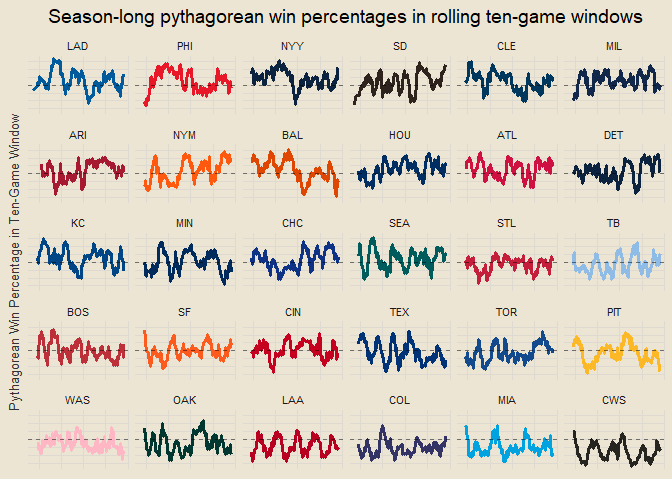 Season-long pythagorean win percentages in rolling ten-game windows
Pythagorean Win Percentage in Ten-Game Window
LAD PHI NYY SD CLE MIL
ARI NYM BAL HOU ATL DET
KC MIN CHC SEA STL TB
BOS SF CIN TEX TOR PIT
WAS OAK LAA COL MIA CWS